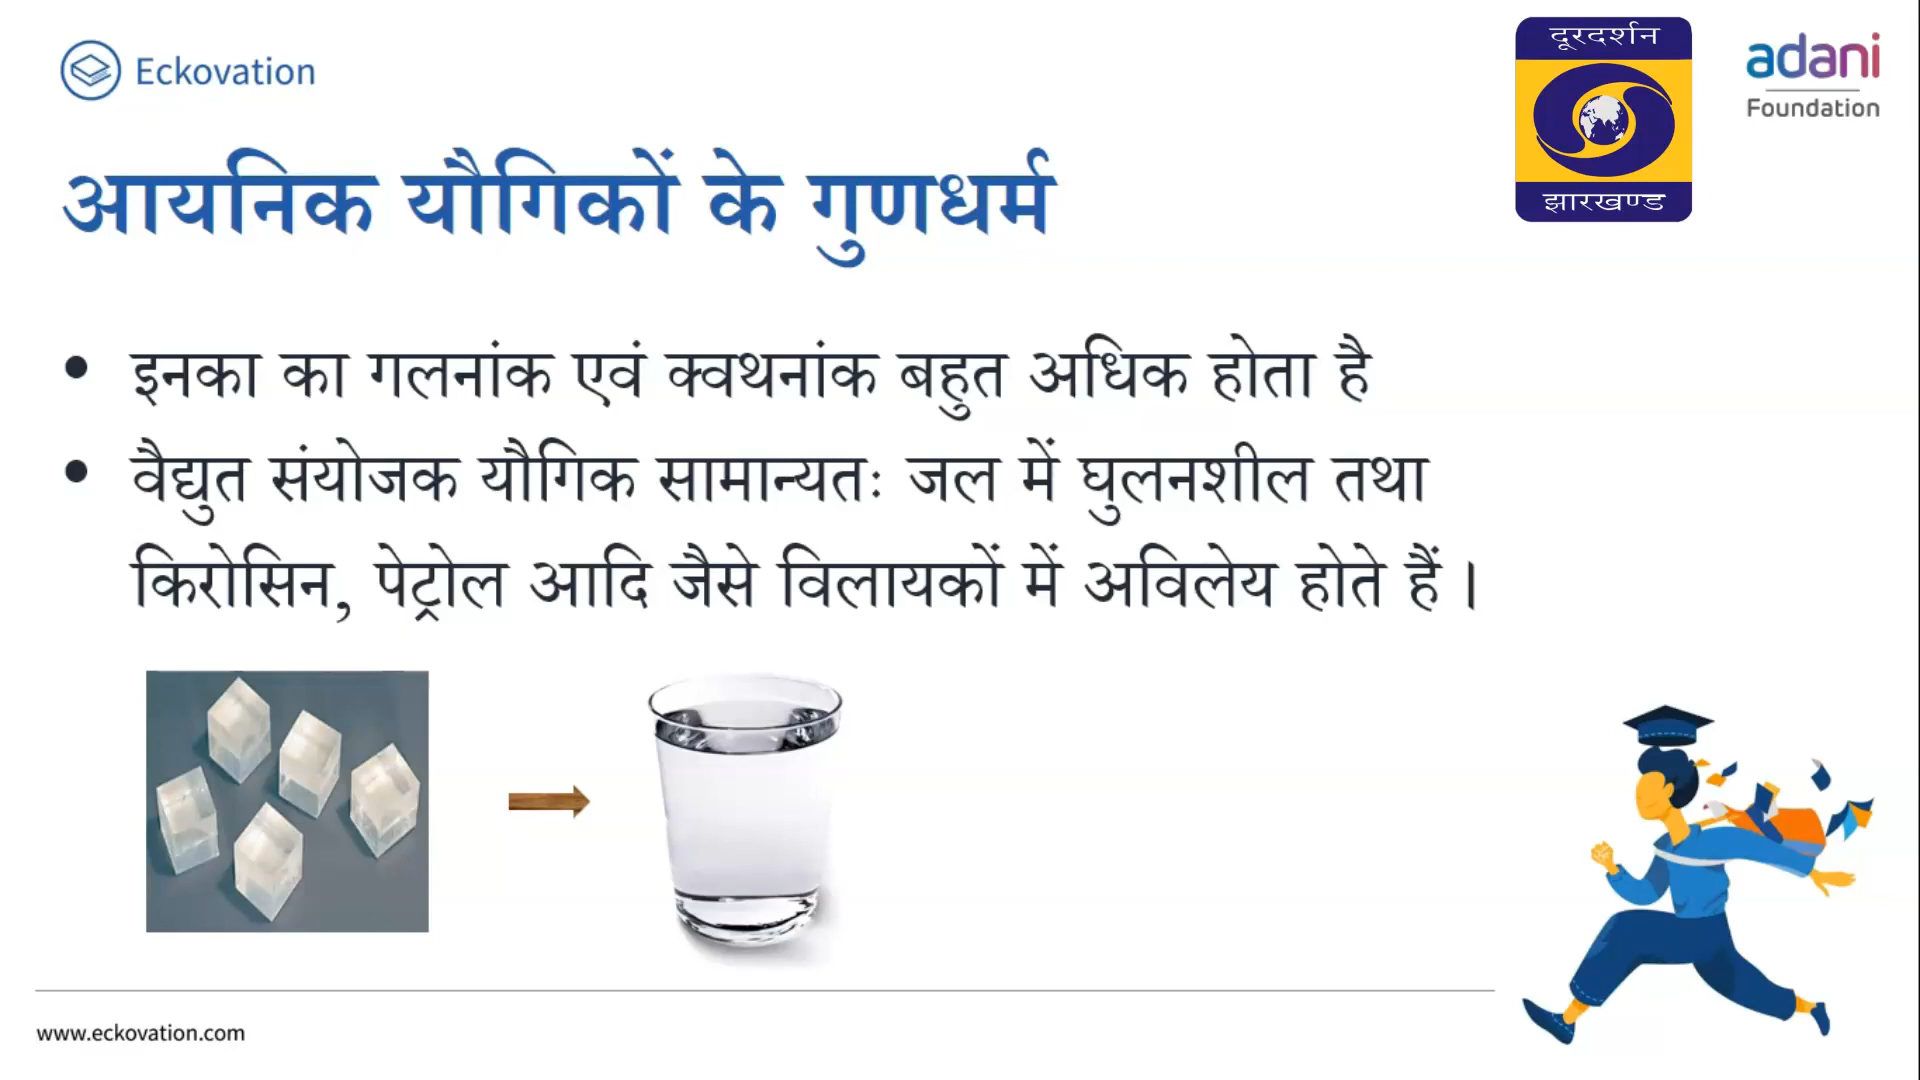 Eckovation
दूरदर्शन
झारखण्ड
adani
Foundation
आयनिक यौगिकों के गुणधर्म
• इनका का गलनांक एवं क्वथनांक बहुत अधिक होता है
• वैद्युत संयोजक यौगिक सामान्यतः जल में घुलनशील तथा
किरोसिन, पेट्रोल आदि जैसे विलायकों में अविलेय होते हैं ।
www.eckovation.com